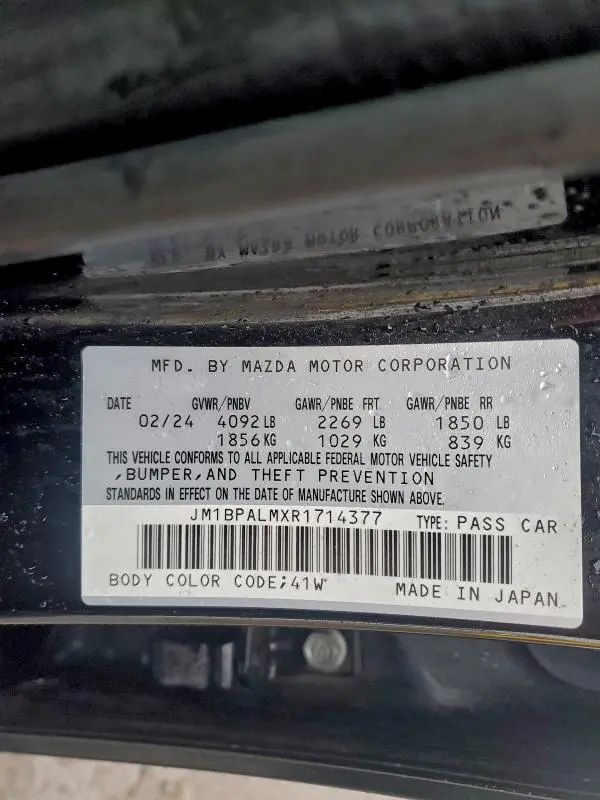 MFD. BY MAZDA MOTOR CORPORATION
DATE GVWR/PNBV GAWR/PNBE FRT GAWR/PNBE RR
02/24 4092 LB 2269 LB 1850 LB
1856 KG 1029 KG 839 KG
THIS VEHICLE CONFORMS TO ALL APPLICABLE FEDERAL MOTOR VEHICLE SAFETY
,BUMPER,AND THEFT PREVENTION
STANDARDS IN EFFECT ON THE DATE OF MANUFACTURE SHOWN ABOVE.
JM1BPALMXR1714377 TYPE: PASS CAR
BODY COLOR CODE;41W MADE IN JAPAN